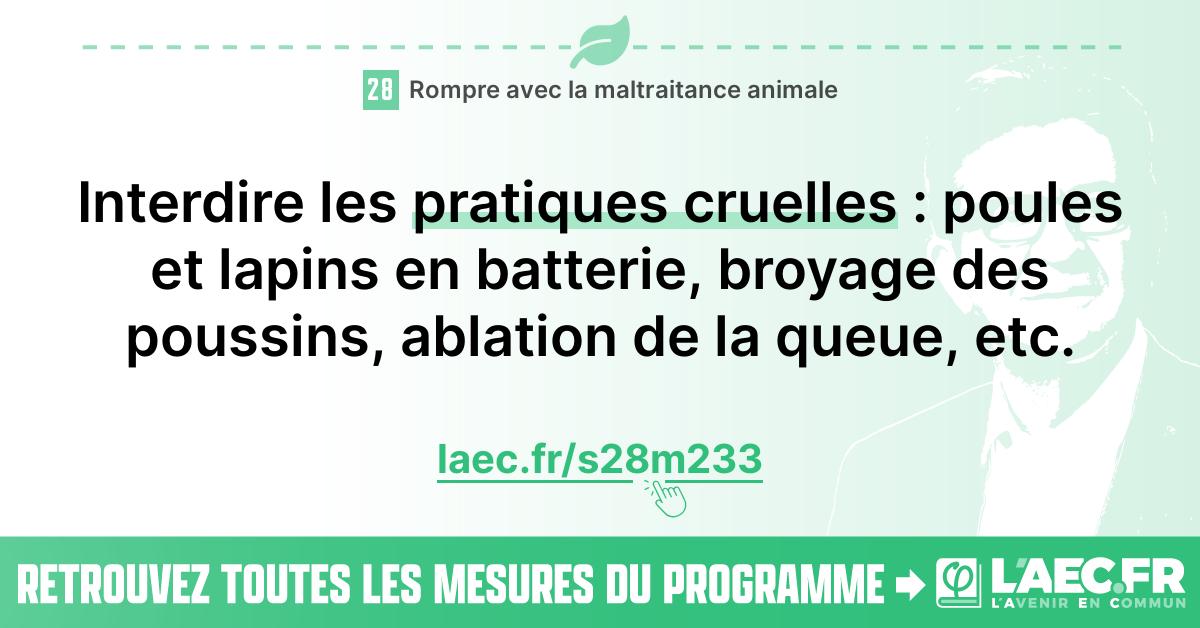 28 Rompre avec la maltraitance animale
Interdire les pratiques cruelles : poules
et lapins en batterie, broyage des
poussins, ablation de la queue, etc.
laec.fr/s28m233
RETROUVEZ TOUTES LES MESURES DU PROGRAMME L'AEC.FR
L'AVENIR EN COMMUN